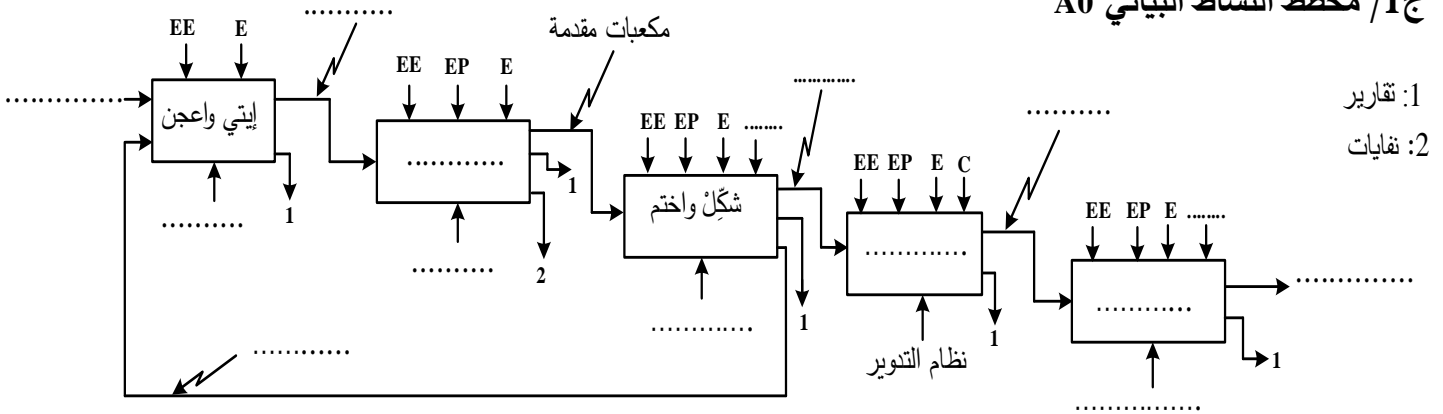 ج1/ مخطط النشاط البياني A0
1: تقارير
2: نفايات
...........
EE E
..............
إيتي واعجن
..........
1
EE EP E
............
..........
1
2
مكعبات مقدمة
EE EP E ........
شكِّلْ واختم
.............
1
.............
EE EP E C
.............
نظام التدوير
1
..........
EE EP E ........
............
...............
..............
1
............